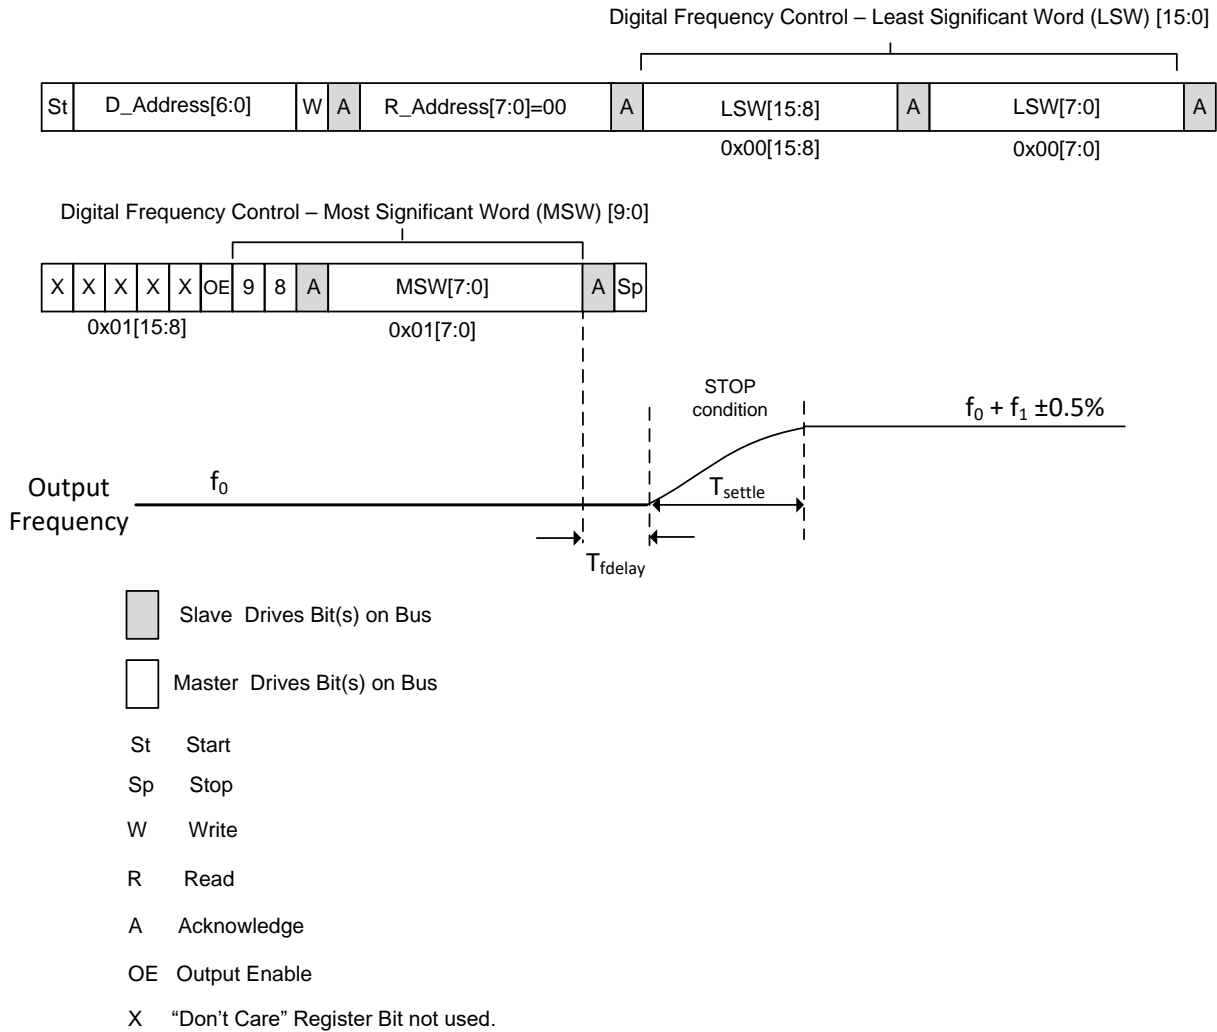 Digital Frequency Control – Least Significant Word (LSW) [15:0]
St D_Address[6:0] W A R_Address[7:0]=00 A LSW[15:8] A LSW[7:0] A
0x00[15:8] 0x00[7:0]
Digital Frequency Control – Most Significant Word (MSW) [9:0]
X X X X X OE 9 8 A MSW[7:0] A Sp
0x01[15:8] 0x01[7:0]
STOP
condition
f0 + f1 ±0.5%
f0
Tsettle
Output
Frequency
Tfdelay
Slave Drives Bit(s) on Bus
Master Drives Bit(s) on Bus
St Start
Sp Stop
W Write
R Read
A Acknowledge
OE Output Enable
X “Don’t Care” Register Bit not used.